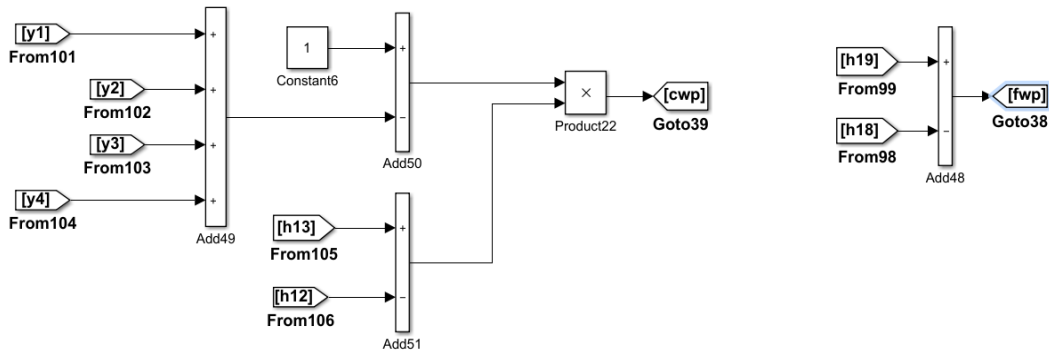 [y1]
From101
+
[y2]
From102
+
[y3]
From103
+
[y4]
From104
+
Add49
1
Constant6
+
−
Add50
[h13]
From105
+
[h12]
From106
−
Add51
×
Product22
[cwp]
Goto39
[h19]
From99
+
[h18]
From98
−
Add48
[fwp]
Goto38